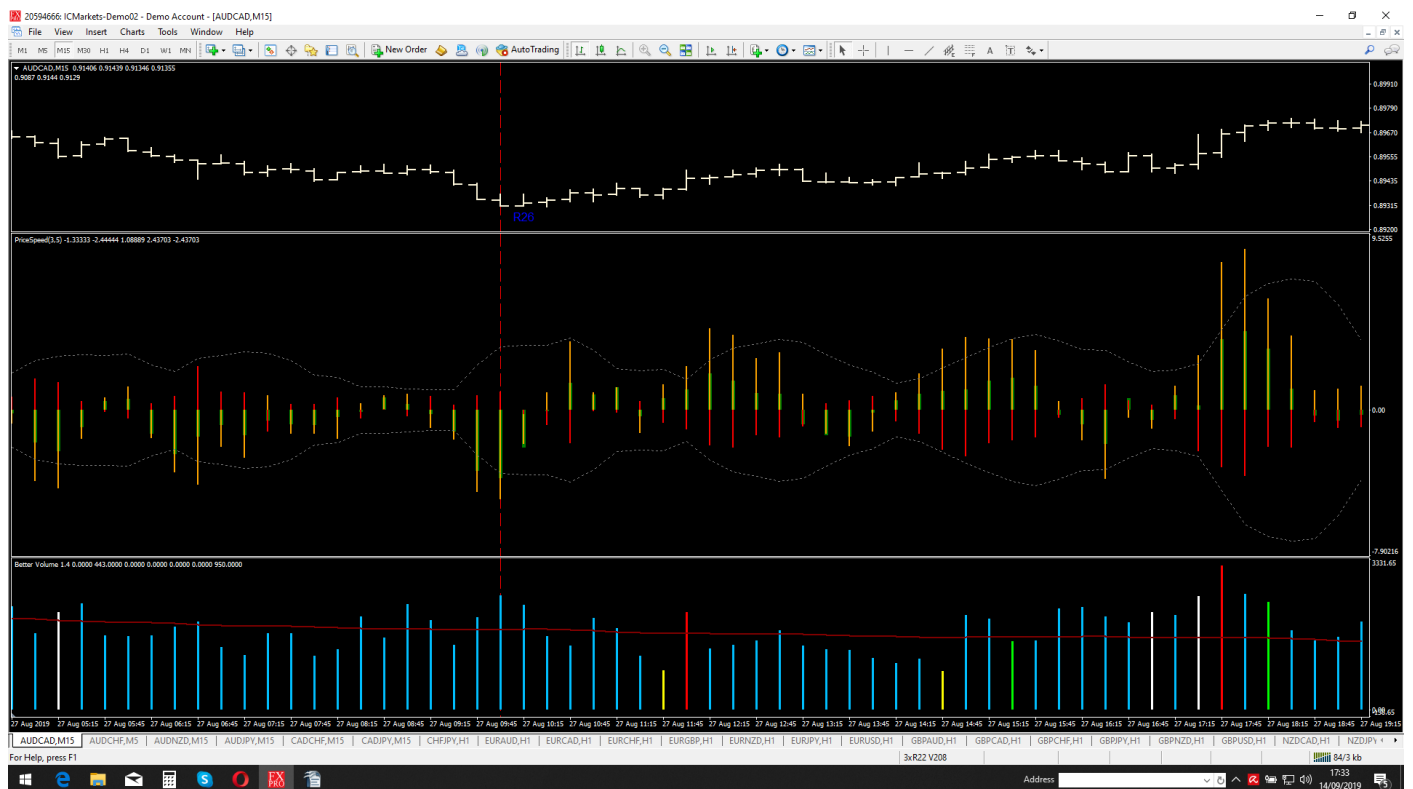 20594666: ICMarkets-Demo02 - Demo Account - [AUDCAD,M15]
File View Insert Charts Tools Window Help
M1 M5 M15 M30 H1 H4 D1 W1 MN New Order AutoTrading
AUDCAD,M15 0.91406 0.91439 0.91346 0.91355
0.9087 0.9144 0.9129
0.89910
0.89790
0.89670
0.89555
0.89435
0.89315
0.89200
R26
PriceSpeed(3,5) -1.33333 -2.44444 1.08889 2.43703 -2.43703
9.5255
0.00
-7.90216
Better Volume 1.4 0.0000 443.0000 0.0000 0.0000 0.0000 0.0000 950.0000
3331.65
27 Aug 2019 27 Aug 05:15 27 Aug 05:45 27 Aug 06:15 27 Aug 06:45 27 Aug 07:15 27 Aug 07:45 27 Aug 08:15 27 Aug 08:45 27 Aug 09:15 27 Aug 09:45 27 Aug 10:15 27 Aug 10:45 27 Aug 11:15 27 Aug 11:45 27 Aug 12:15 27 Aug 12:45 27 Aug 13:15 27 Aug 13:45 27 Aug 14:15 27 Aug 14:45 27 Aug 15:15 27 Aug 15:45 27 Aug 16:15 27 Aug 16:45 27 Aug 17:15 27 Aug 17:45 27 Aug 18:15 27 Aug 18:45 27 Aug 19:15
AUDCAD,M15 AUDCHF,M5 AUDNZD,M15 AUDJPY,M15 CADCHF,M15 CADJPY,M15 CHFJPY,H1 EURAUD,H1 EURCAD,H1 EURCHF,H1 EURGBP,H1 EURNZD,H1 EURJPY,H1 EURUSD,H1 GBPAUD,H1 GBPCAD,H1 GBPCHF,H1 GBPJPY,H1 GBPNZD,H1 GBPUSD,H1 NZDCAD,H1 NZDJPY
For Help, press F1 3xR22 V208 84/3 kb
FX PRO Address 17:33
14/09/2019